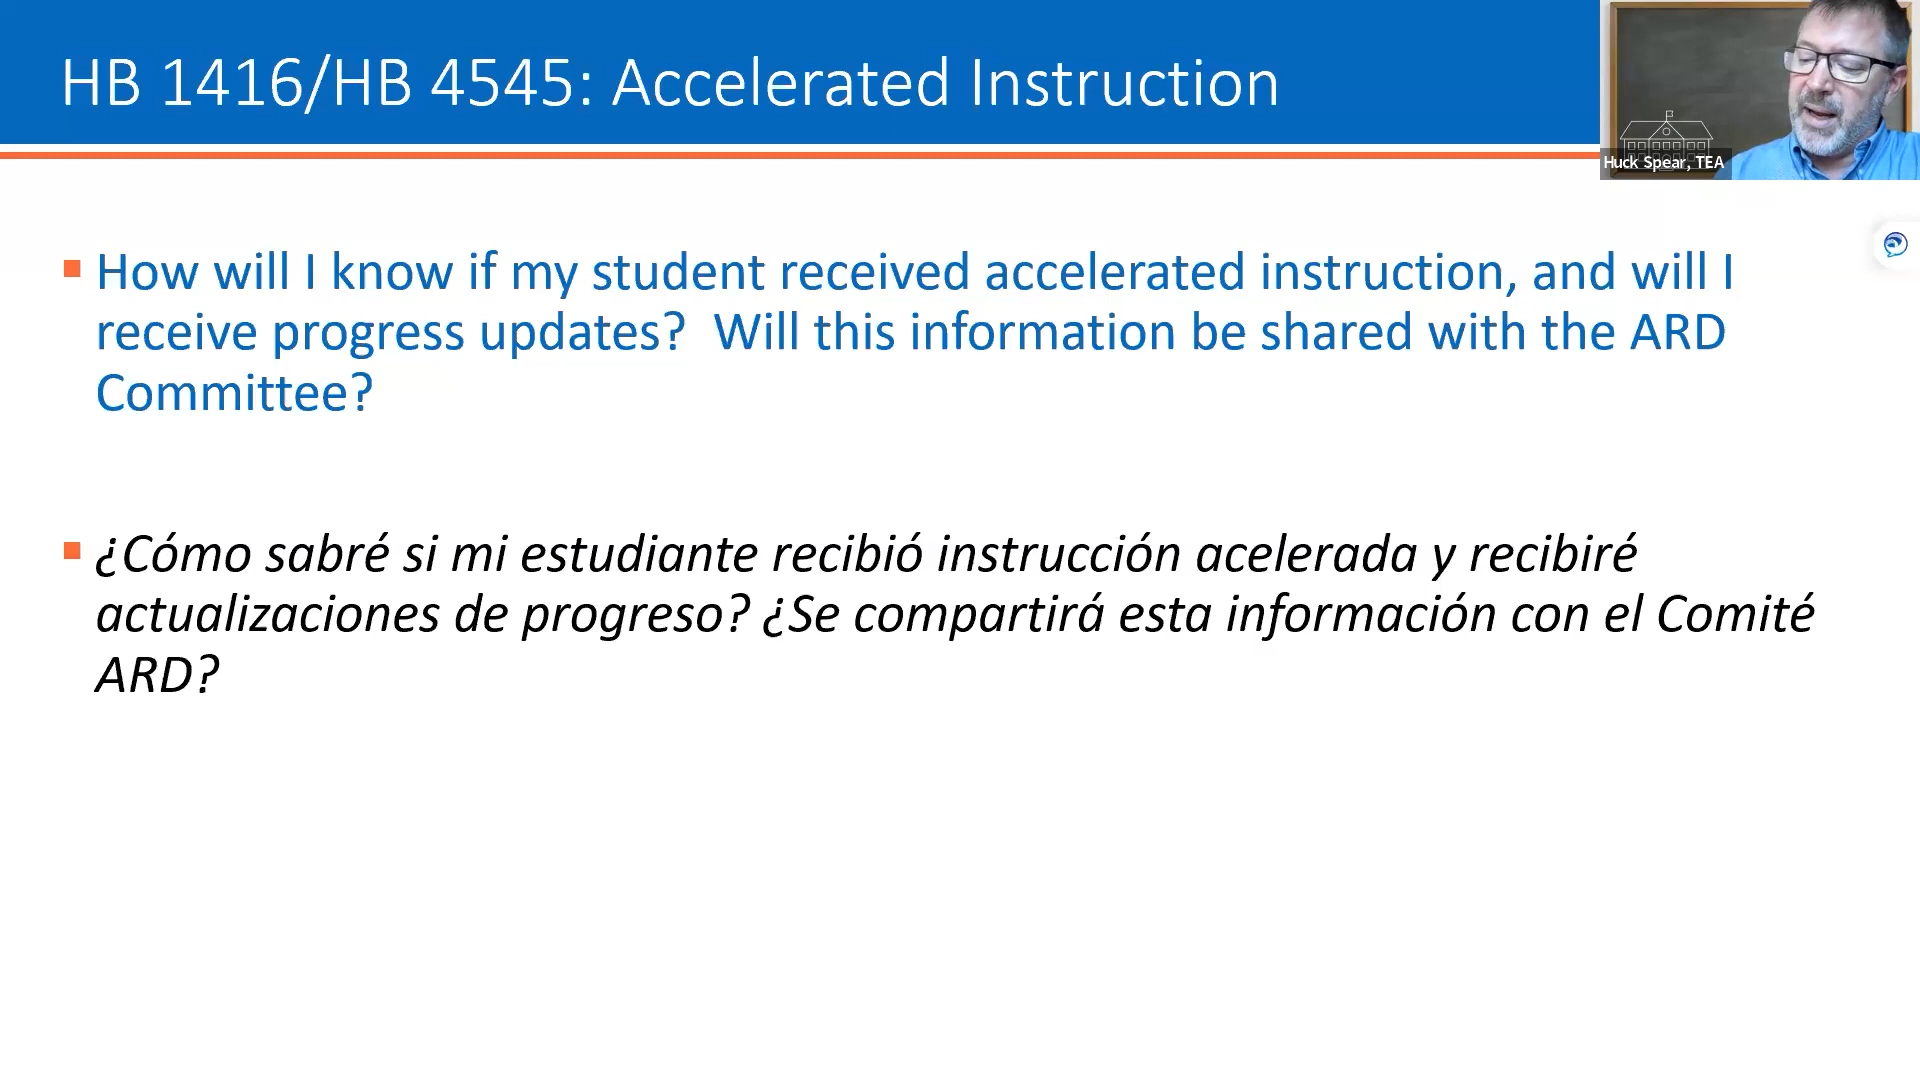 HB 1416/HB 4545: Accelerated Instruction
Huck Spear, TEA
How will I know if my student received accelerated instruction, and will I
receive progress updates?  Will this information be shared with the ARD
Committee?
¿Cómo sabré si mi estudiante recibió instrucción acelerada y recibiré
actualizaciones de progreso? ¿Se compartirá esta información con el Comité
ARD?